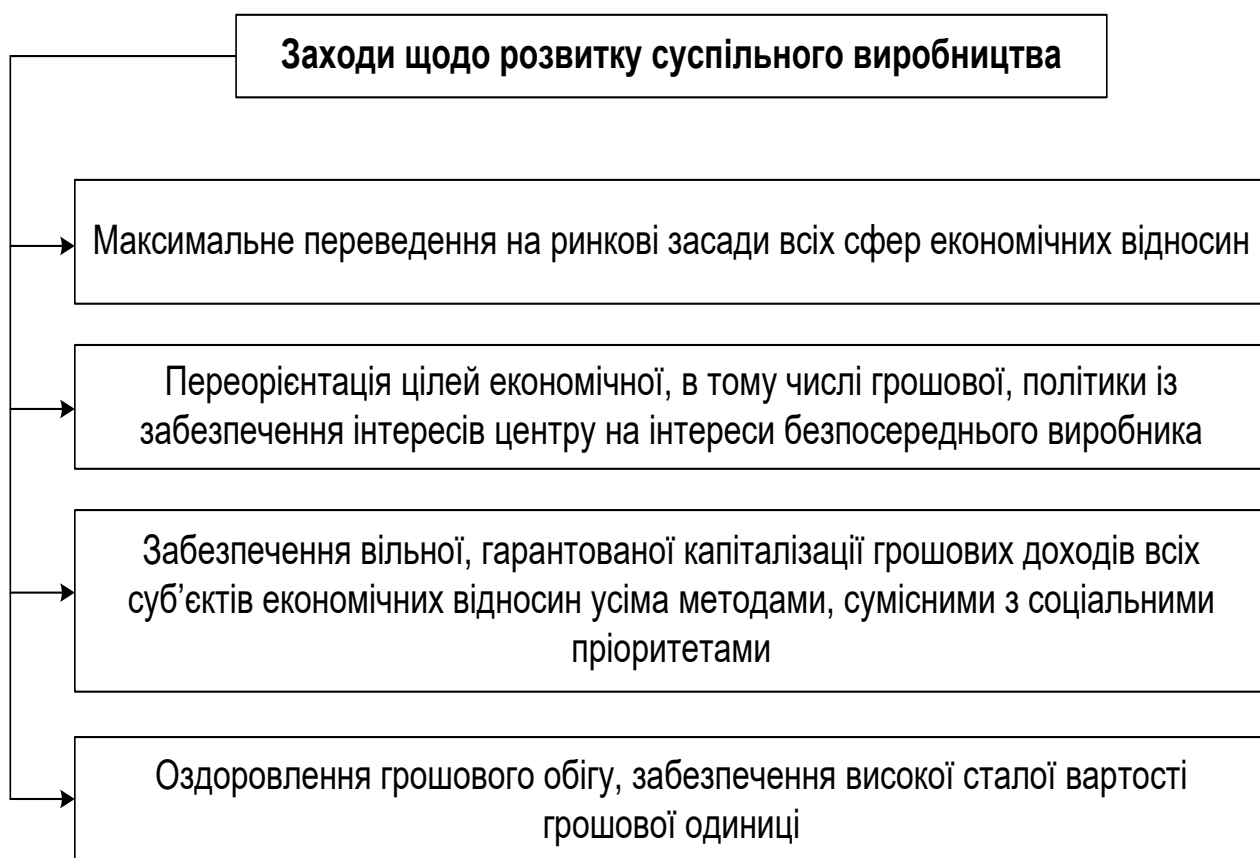 Заходи щодо розвитку суспільного виробництва
Максимальне переведення на ринкові засади всіх сфер економічних відносин
Переорієнтація цілей економічної, в тому числі грошової, політики із
забезпечення інтересів центру на інтереси безпосереднього виробника
Забезпечення вільної, гарантованої капіталізації грошових доходів всіх
суб’єктів економічних відносин усіма методами, сумісними з соціальними
пріоритетами
Оздоровлення грошового обігу, забезпечення високої сталої вартості
грошової одиниці